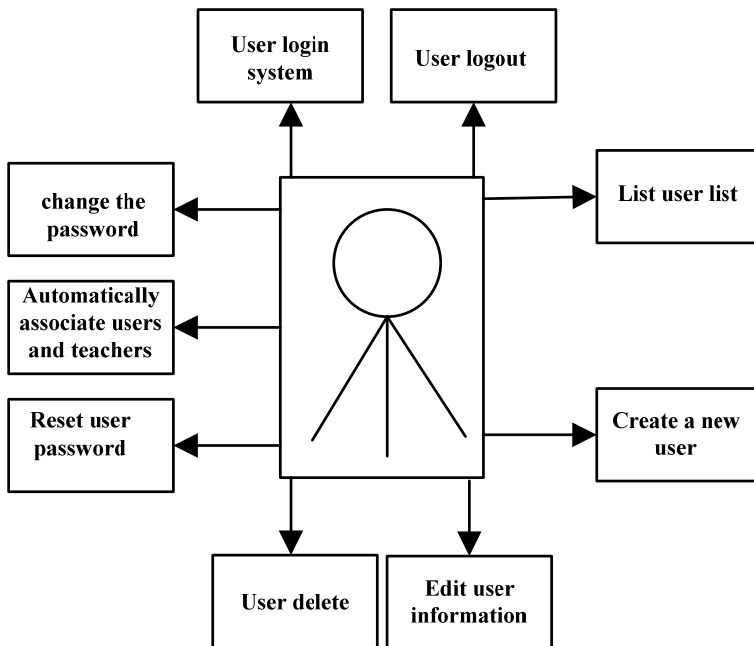 User login
system
User logout
change the
password
List user list
Automatically
associate users
and teachers
Reset user
password
Create a new
user
User delete
Edit user
information